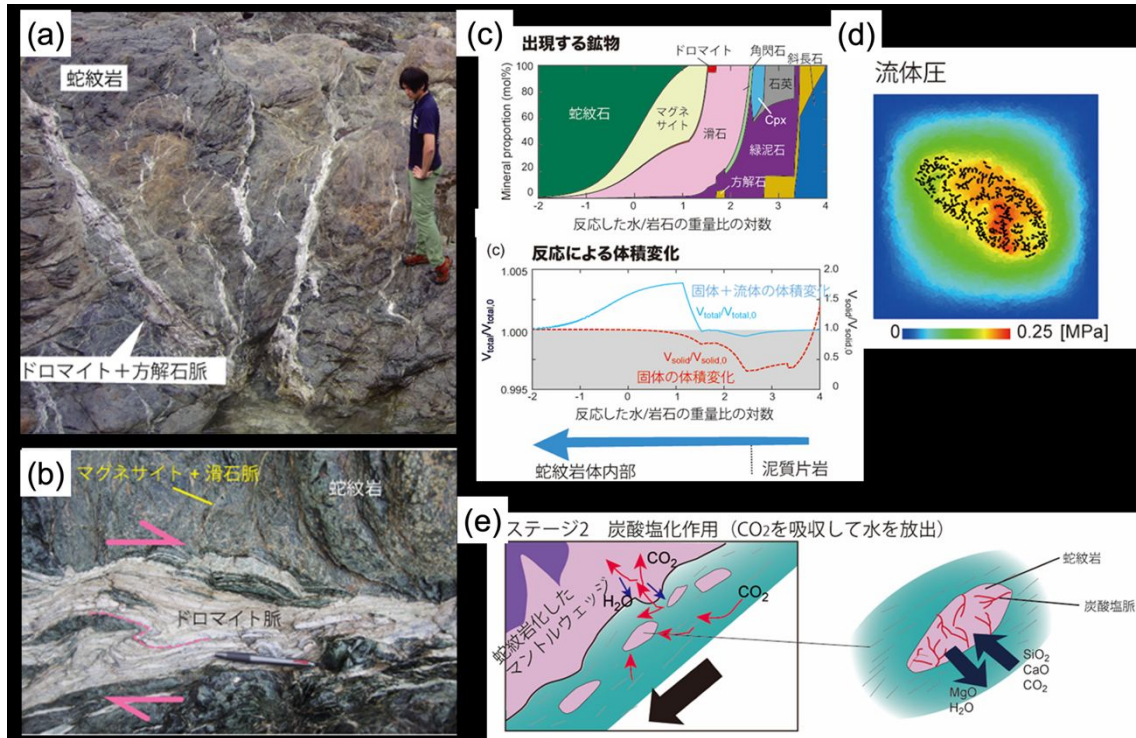 (a)
蛇紋岩
ドロマイト＋方解石脈
(b)
マグネサイト + 滑石脈
蛇紋岩
ドロマイト脈
(c)
出現する鉱物
ドロマイト
角閃石
斜長石
Mineral proportion (mol%)
100
80
60
40
20
0
蛇紋石
マグネ
サイト
滑石
石英
Cpx
緑泥石
方解石
-2
-1
0
1
2
3
4
反応した水/岩石の重量比の対数
(c)
反応による体積変化
1.005
1.000
0.995
Vtotal/Vtotal,0
固体＋流体の体積変化
Vtotal/Vtotal,0
Vsolid/Vsolid,0
固体の体積変化
2.0
1.5
1.0
0.5
0
Vsolid/Vsolid,0
-2
-1
0
1
2
3
4
反応した水/岩石の重量比の対数
蛇紋岩体内部
泥質片岩
(d)
流体圧
0
0.25 [MPa]
(e)
ステージ2 炭酸塩化作用（CO2を吸収して水を放出）
CO2
H2O
CO2
蛇紋岩化した
マントルウェッジ
蛇紋岩
炭酸塩脈
SiO2
CaO
CO2
MgO
H2O